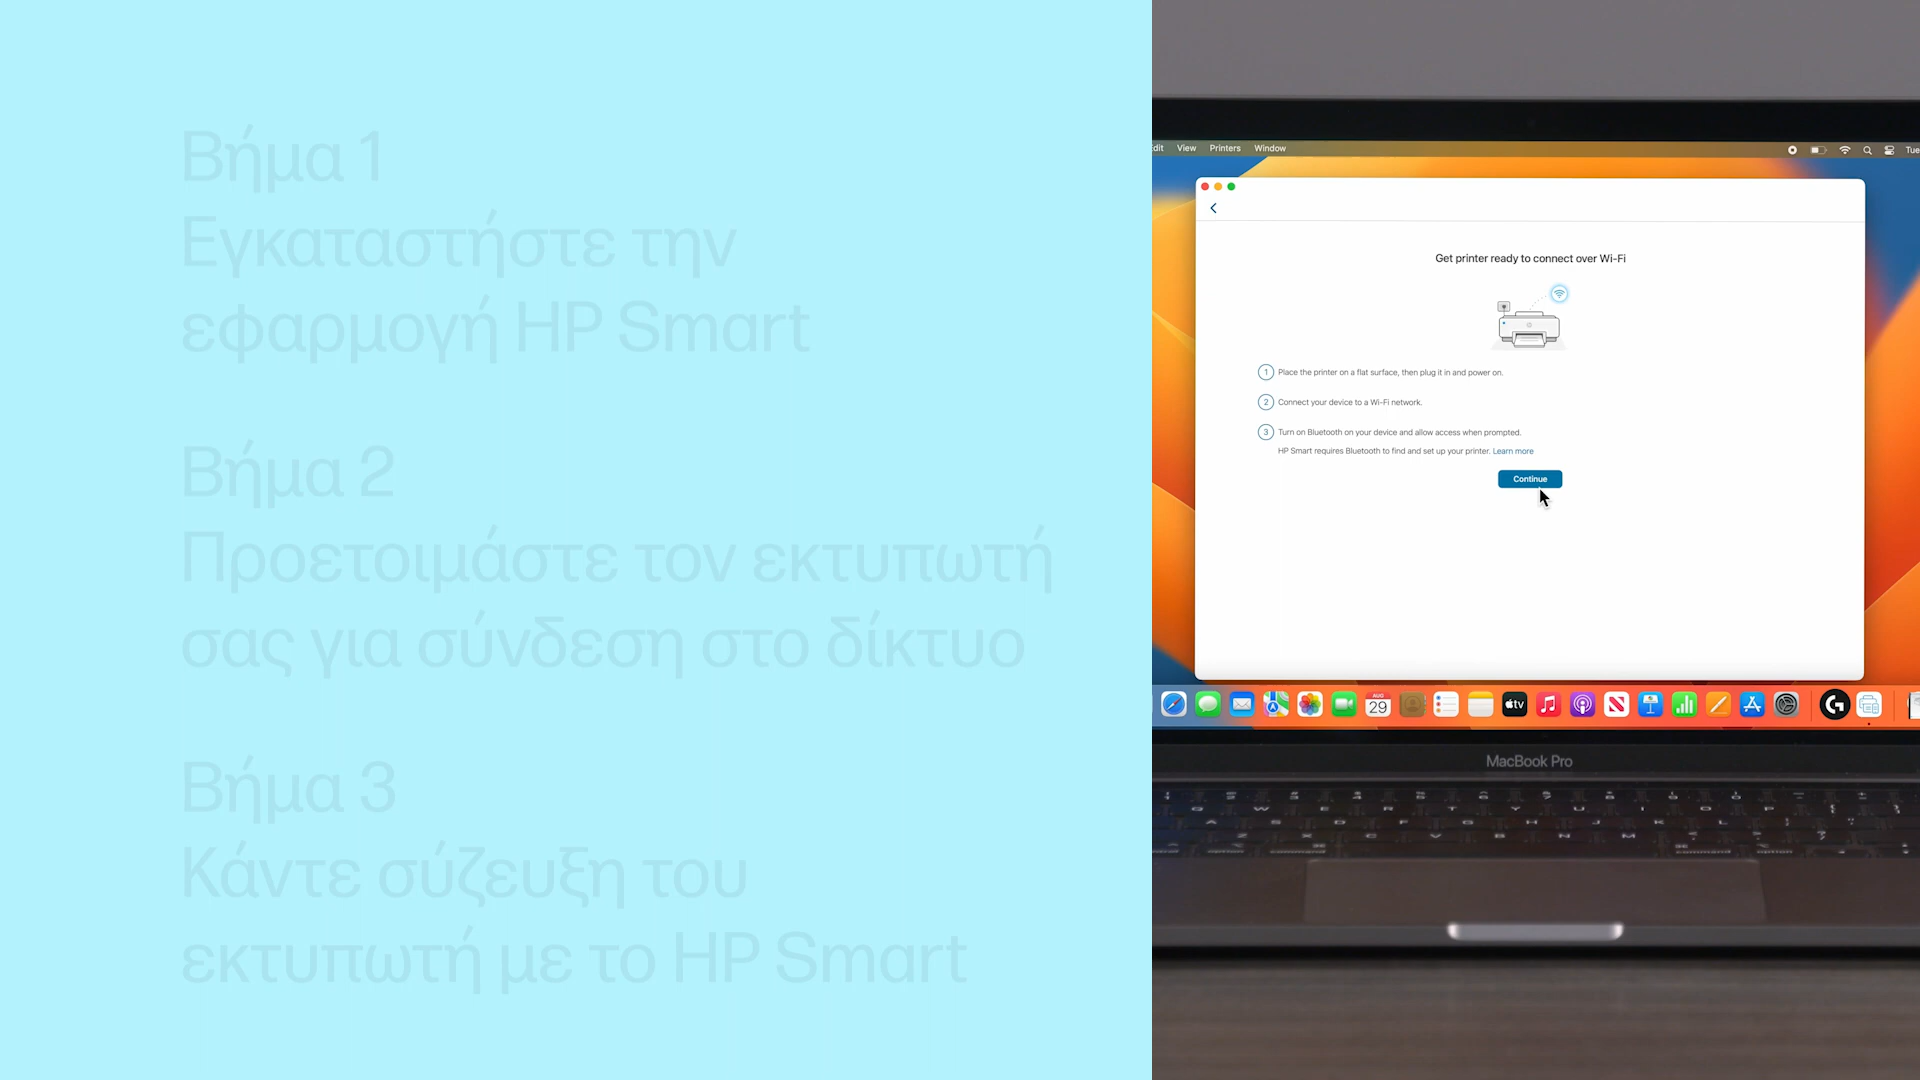 Βήμα 1
Εγκαταστήστε την
εφαρμογή HP Smart
Βήμα 2
Προετοιμάστε τον εκτυπωτή
σας για σύνδεση στο δίκτυο
Βήμα 3
Κάντε σύζευξη του
εκτυπωτή με το HP Smart
Edit View Printers Window
Tue
Get printer ready to connect over Wi-Fi
1 Place the printer on a flat surface, then plug it in and power on.
2 Connect your device to a Wi-Fi network.
3 Turn on Bluetooth on your device and allow access when prompted.
HP Smart requires Bluetooth to find and set up your printer. Learn more
Continue
AUG
29
tv
MacBook Pro